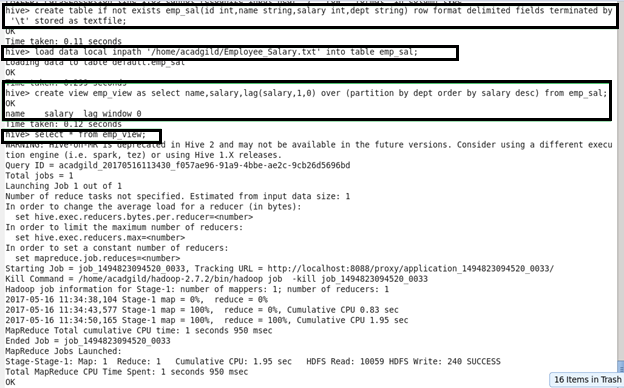 hive> create table if not exists emp_sal(id int,name string,salary int,dept string) row format delimited fields terminated by
'\t' stored as textfile;
OK
Time taken: 0.11 seconds
hive> load data local inpath '/home/acadgild/Employee_Salary.txt' into table emp_sal;
Loading data to table default.emp_sal
OK
Time taken: seconds
hive> create view emp_view as select name,salary,lag(salary,1,0) over (partition by dept order by salary desc) from emp_sal;
OK
name salary lag_window_0
Time taken: 0.12 seconds
hive> select * from emp_view;
WARNING: Hive-on-MR is deprecated in Hive 2 and may not be available in the future versions. Consider using a different execu
tion engine (i.e. spark, tez) or using Hive 1.X releases.
Query ID = acadgild_20170516113430_f057ae96-91a9-4bbe-ae2c-9cb26d5696bd
Total jobs = 1
Launching Job 1 out of 1
Number of reduce tasks not specified. Estimated from input data size: 1
In order to change the average load for a reducer (in bytes):
set hive.exec.reducers.bytes.per.reducer=<number>
In order to limit the maximum number of reducers:
set hive.exec.reducers.max=<number>
In order to set a constant number of reducers:
set mapreduce.job.reduces=<number>
Starting Job = job_1494823094520_0033, Tracking URL = http://localhost:8088/proxy/application_1494823094520_0033/
Kill Command = /home/acadgild/hadoop-2.7.2/bin/hadoop job -kill job_1494823094520_0033
Hadoop job information for Stage-1: number of mappers: 1; number of reducers: 1
2017-05-16 11:34:38,104 Stage-1 map = 0%, reduce = 0%
2017-05-16 11:34:43,577 Stage-1 map = 100%, reduce = 0%, Cumulative CPU 0.83 sec
2017-05-16 11:34:50,165 Stage-1 map = 100%, reduce = 100%, Cumulative CPU 1.95 sec
MapReduce Total cumulative CPU time: 1 seconds 950 msec
Ended Job = job_1494823094520_0033
MapReduce Jobs Launched:
Stage-Stage-1: Map: 1 Reduce: 1 Cumulative CPU: 1.95 sec HDFS Read: 10059 HDFS Write: 240 SUCCESS
Total MapReduce CPU Time Spent: 1 seconds 950 msec
OK
16 Items in Trash